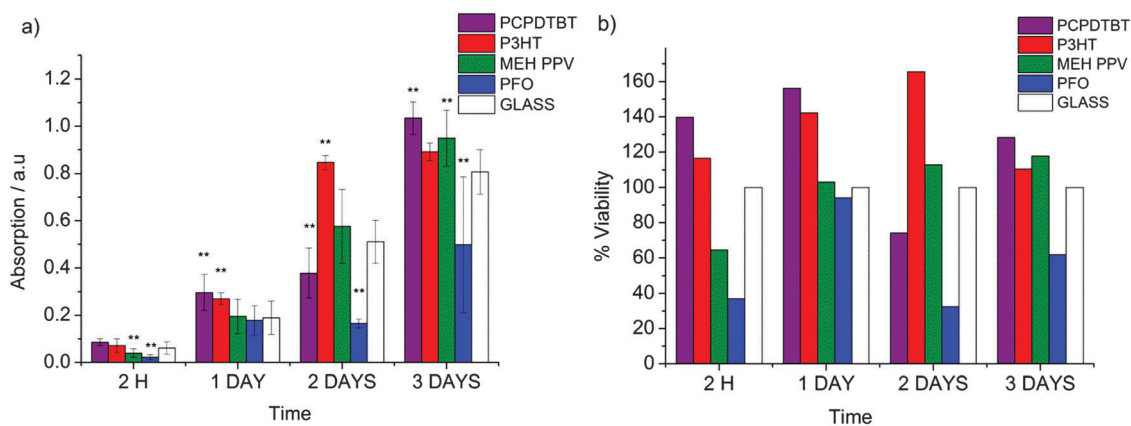 a)
PCPDTBT
P3HT
MEH PPV
PFO
GLASS
1.2
1.0
0.8
0.6
0.4
0.2
0.0
Absorption / a.u
** ** ** ** ** ** ** ** ** **
2 H 1 DAY 2 DAYS 3 DAYS
Time
b)
PCPDTBT
P3HT
MEH PPV
PFO
GLASS
160
140
120
100
80
60
40
20
0
% Viability
2 H 1 DAY 2 DAYS 3 DAYS
Time